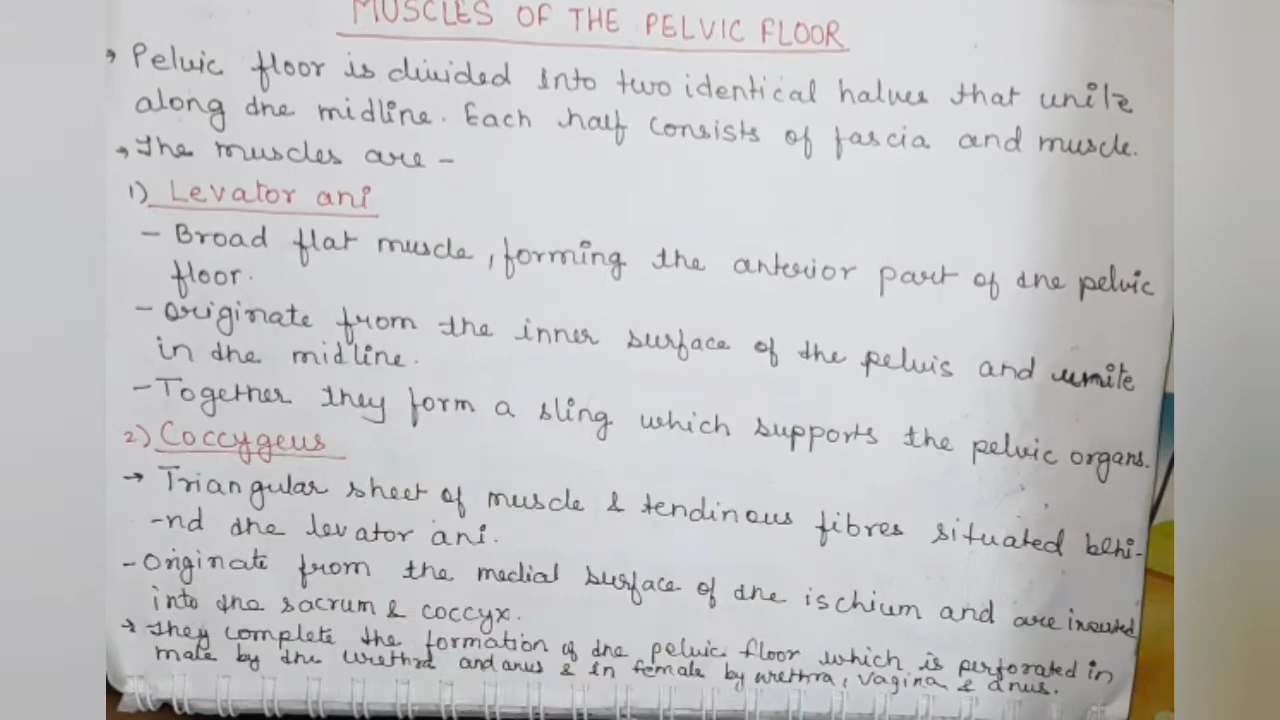 MUSCLES OF THE PELVIC FLOOR
→ Pelvic floor is divided into two identical halves that unite
along the midline. Each half consists of fascia and muscle.
→ The muscles are -
1) Levator ani
- Broad flat muscle, forming the anterior part of the pelvic
floor.
- Originate from the inner surface of the pelvis and unite
in the midline.
- Together they form a sling which supports the pelvic organs.
2) Coccygeus
→ Triangular sheet of muscle & tendinous fibres situated behi-
-nd the levator ani.
- Originate from the medial surface of the ischium and are inserted
into the sacrum & coccyx.
→ They complete the formation of the pelvic floor which is perforated in
male by the urethra and anus & in female by urethra, vagina & anus.